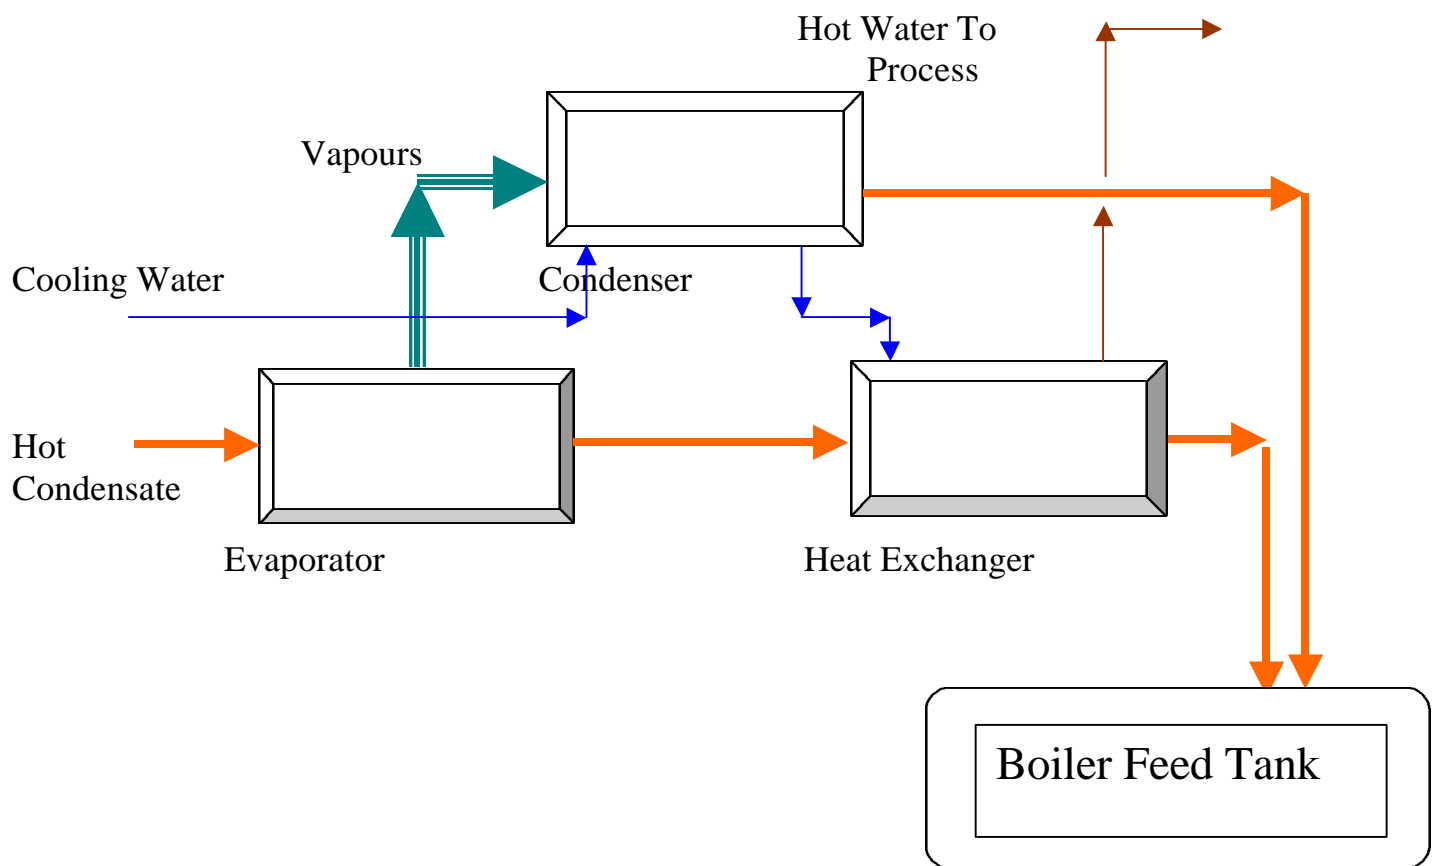 Hot Water To
Process
Vapours
Cooling Water
Condenser
Hot
Condensate
Evaporator
Heat Exchanger
Boiler Feed Tank